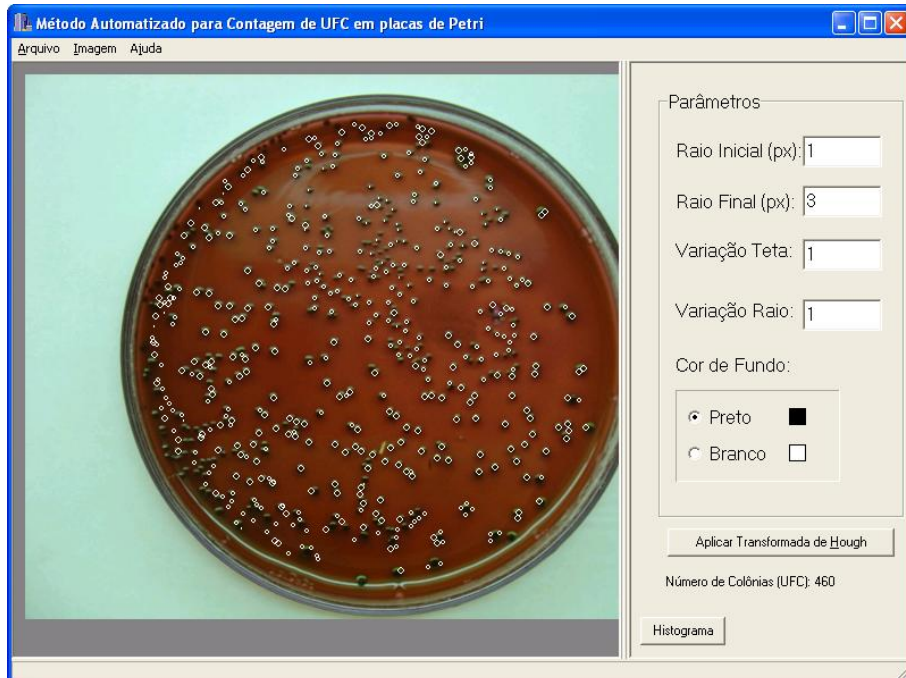 Método Automatizado para Contagem de UFC em placas de Petri
Arquivo Imagem Ajuda
Parâmetros
Raio Inicial (px): 1
Raio Final (px): 3
Variação Teta: 1
Variação Raio: 1
Cor de Fundo:
Preto
Branco
Aplicar Transformada de Hough
Número de Colônias (UFC): 460
Histograma